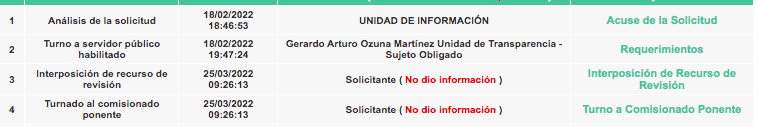 1 Análisis de la solicitud 18/02/2022 18:46:53 UNIDAD DE INFORMACIÓN Acuse de la Solicitud
2 Turno a servidor público habilitado 18/02/2022 19:47:24 Gerardo Arturo Ozuna Martínez Unidad de Transparencia - Sujeto Obligado Requerimientos
3 Interposición de recurso de revisión 25/03/2022 09:26:13 Solicitante ( No dio información ) Interposición de Recurso de Revisión
4 Turnado al comisionado ponente 25/03/2022 09:26:13 Solicitante ( No dio información ) Turno a Comisionado Ponente